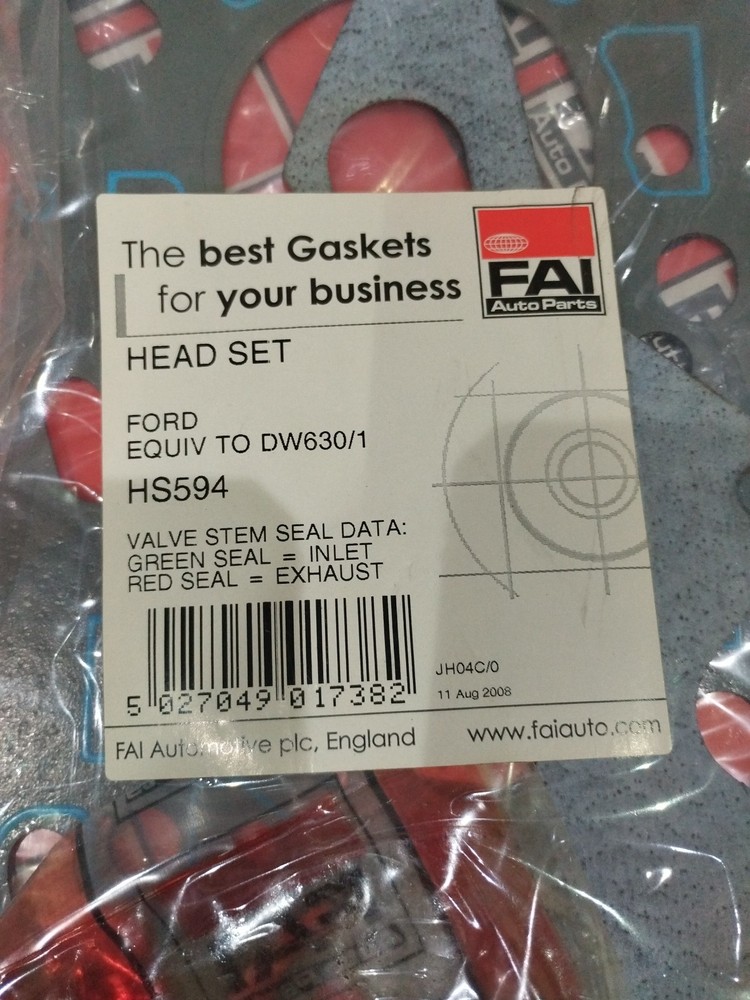 Auto
The best Gaskets
for your business
FAI
Auto Parts
HEAD SET
FORD
EQUIV TO DW630/1
HS594
VALVE STEM SEAL DATA:
GREEN SEAL = INLET
RED SEAL = EXHAUST
5 027049 017382
JH04C/0
11 Aug 2008
FAI Automotive plc, England
www.faiauto.com